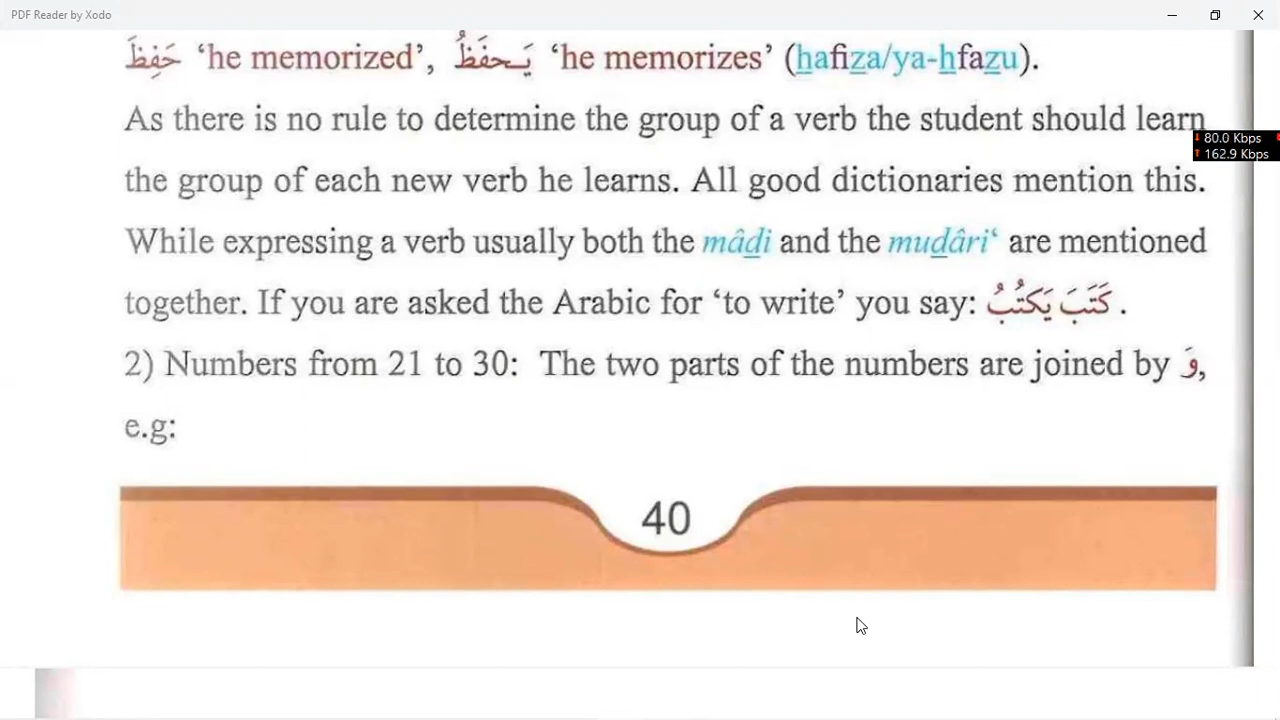 PDF Reader by Xodo
حَفِظَ ‘he memorized’, يَـحفَظُ ‘he memorizes’ (hafiza/ya-hfazu).
As there is no rule to determine the group of a verb the student should learn
↓ 80.0 Kbps
↑ 162.9 Kbps
the group of each new verb he learns. All good dictionaries mention this.
While expressing a verb usually both the mâdi and the mudâri‘ are mentioned
together. If you are asked the Arabic for ‘to write’ you say: كَتَبَ يَكتُبُ .
2) Numbers from 21 to 30: The two parts of the numbers are joined by وَ,
e.g:
40